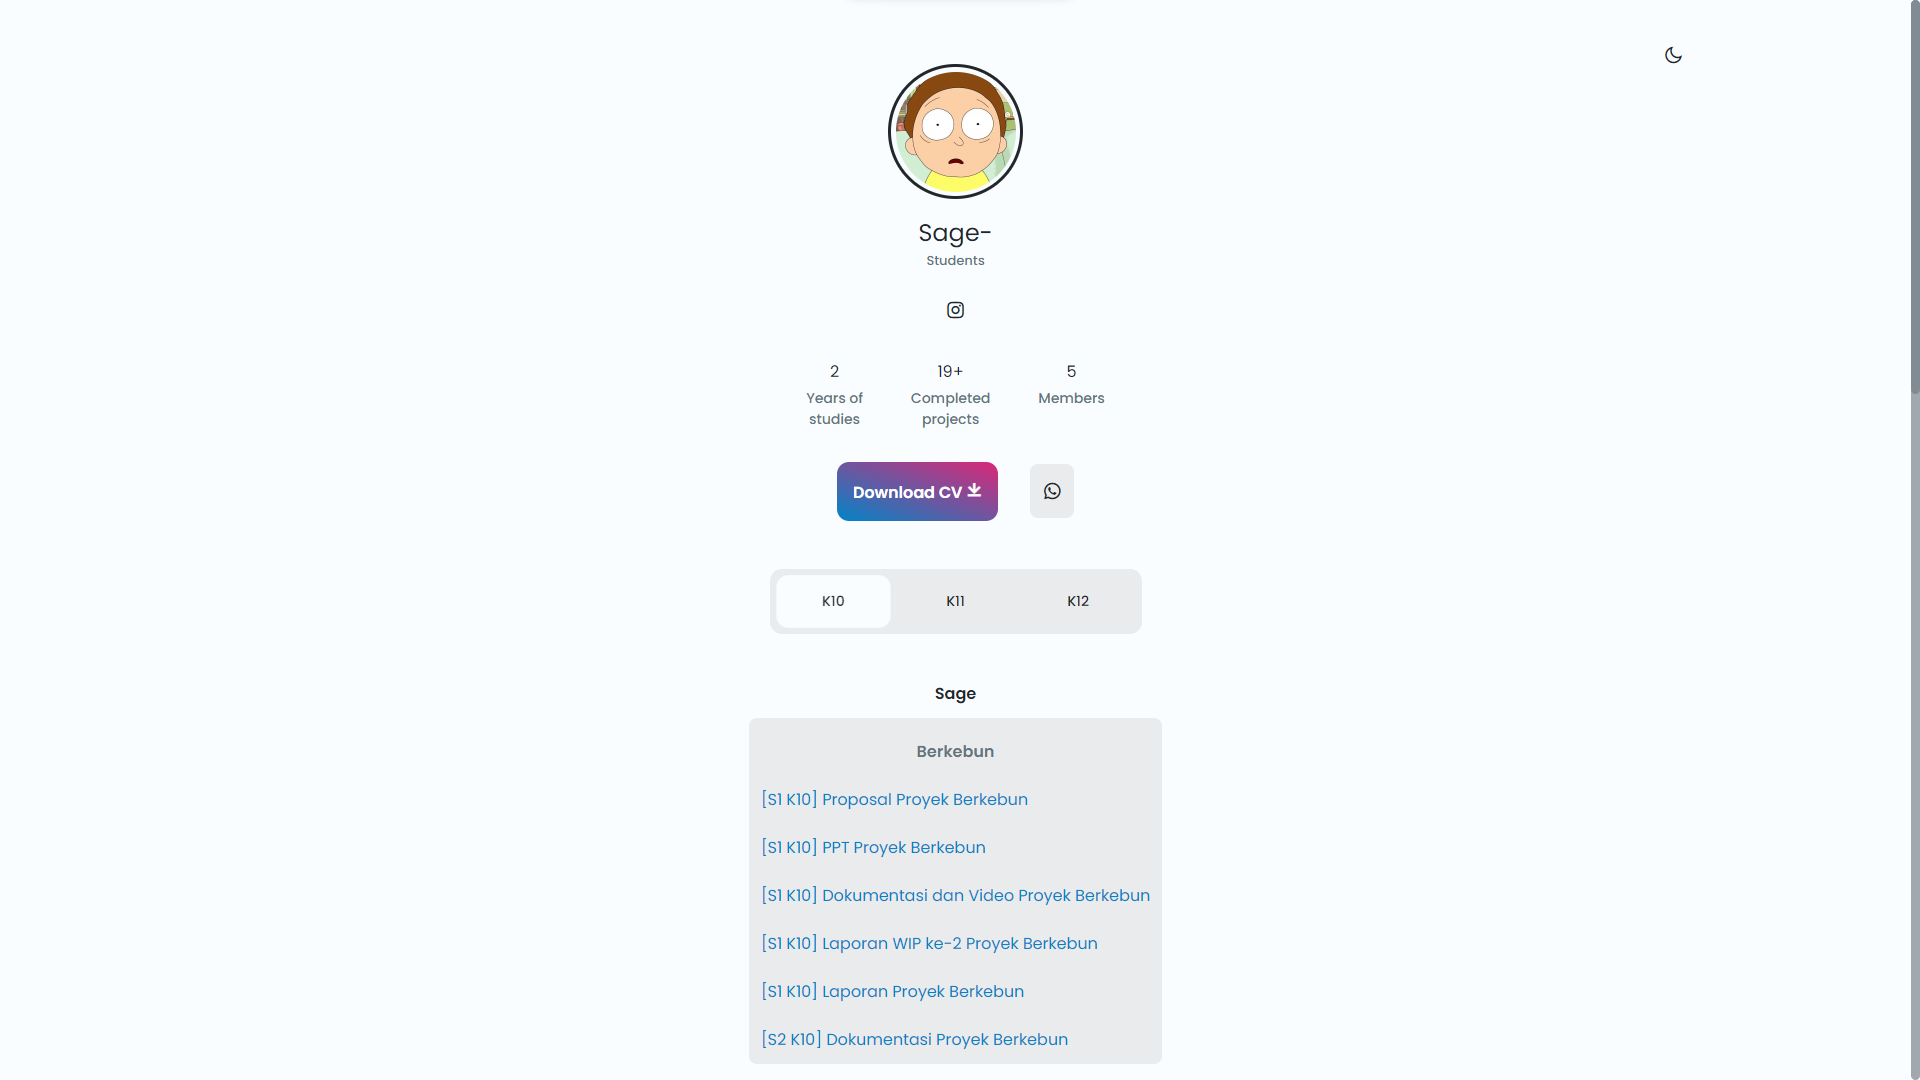 Sage-
Students
2
Years of
studies
19+
Completed
projects
5
Members
Download CV
K10
K11
K12
Sage
Berkebun
[S1 K10] Proposal Proyek Berkebun
[S1 K10] PPT Proyek Berkebun
[S1 K10] Dokumentasi dan Video Proyek Berkebun
[S1 K10] Laporan WIP ke-2 Proyek Berkebun
[S1 K10] Laporan Proyek Berkebun
[S2 K10] Dokumentasi Proyek Berkebun